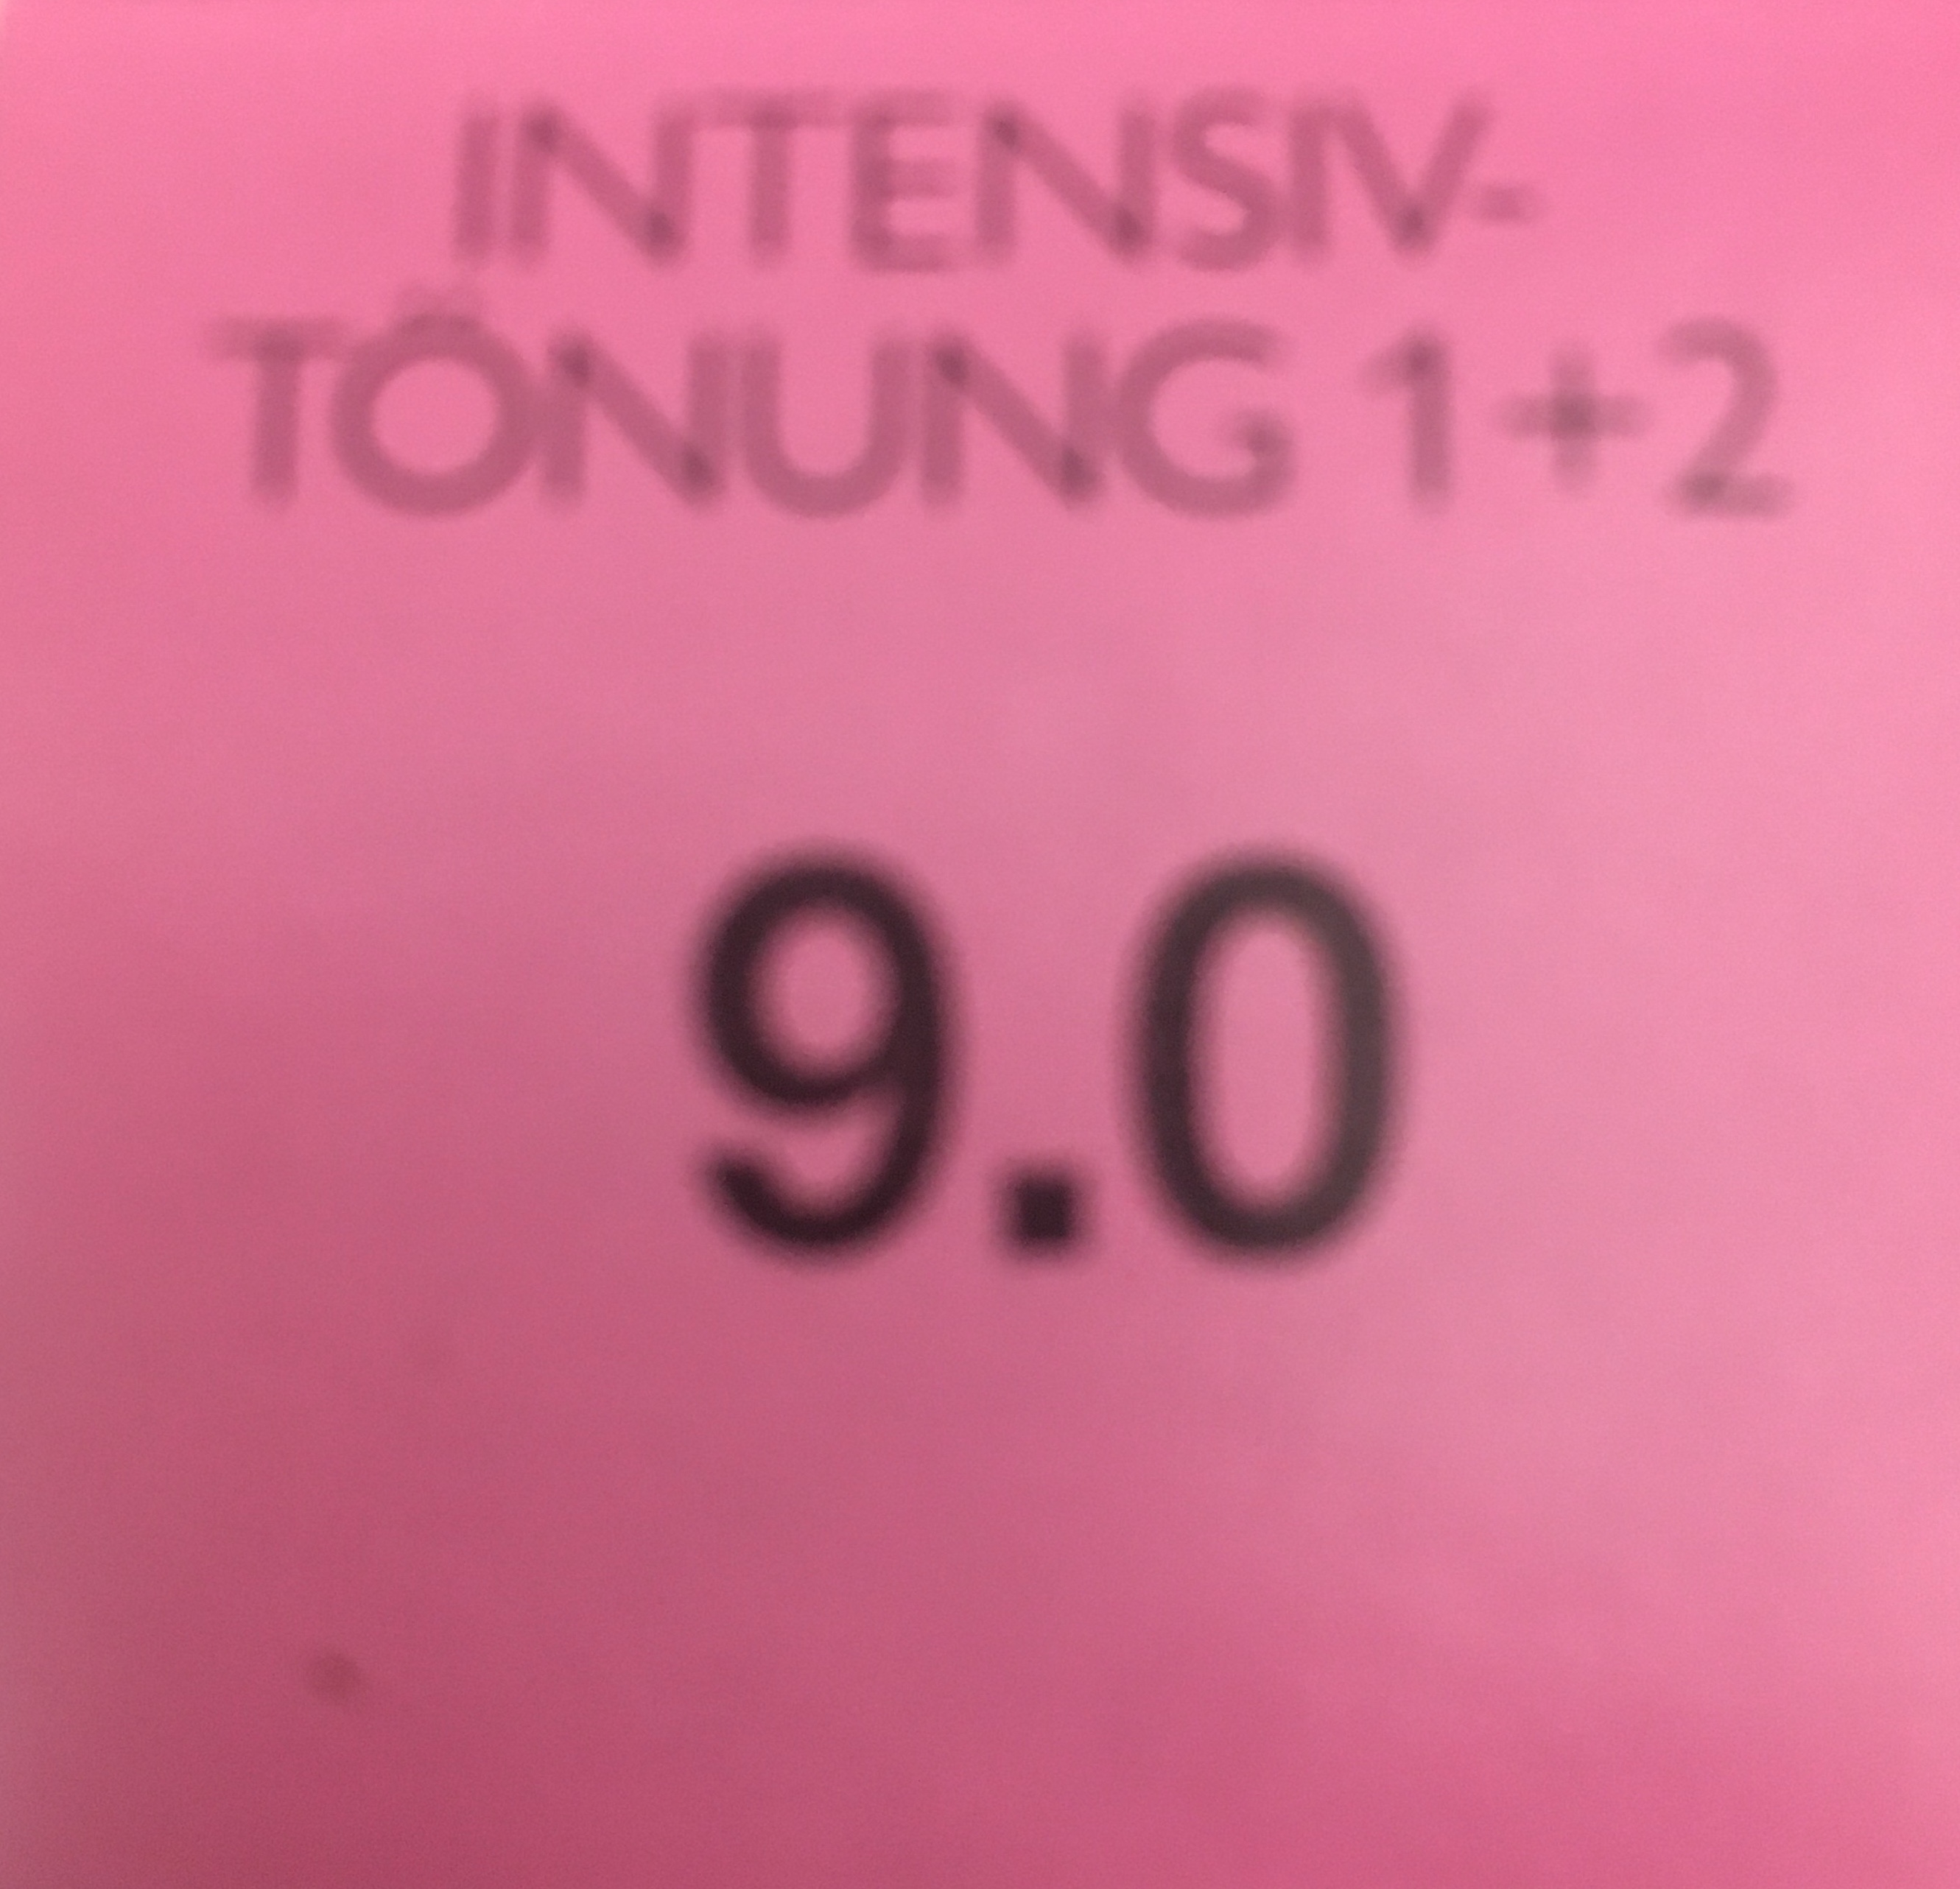 INTENSIV-
TÖNUNG 1+2
9.0